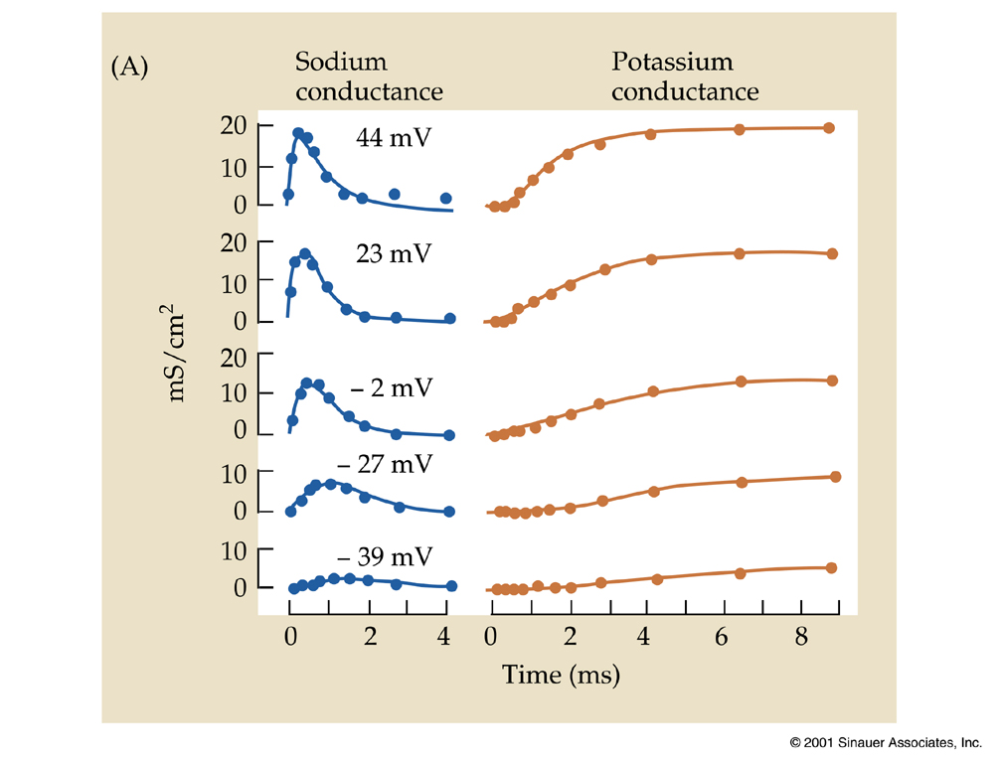 (A)
Sodium
conductance
Potassium
conductance
mS/cm²
20
10
0
44 mV
20
10
0
23 mV
20
10
0
– 2 mV
10
0
– 27 mV
10
0
– 39 mV
0 2 4 0 2 4 6 8
Time (ms)
© 2001 Sinauer Associates, Inc.